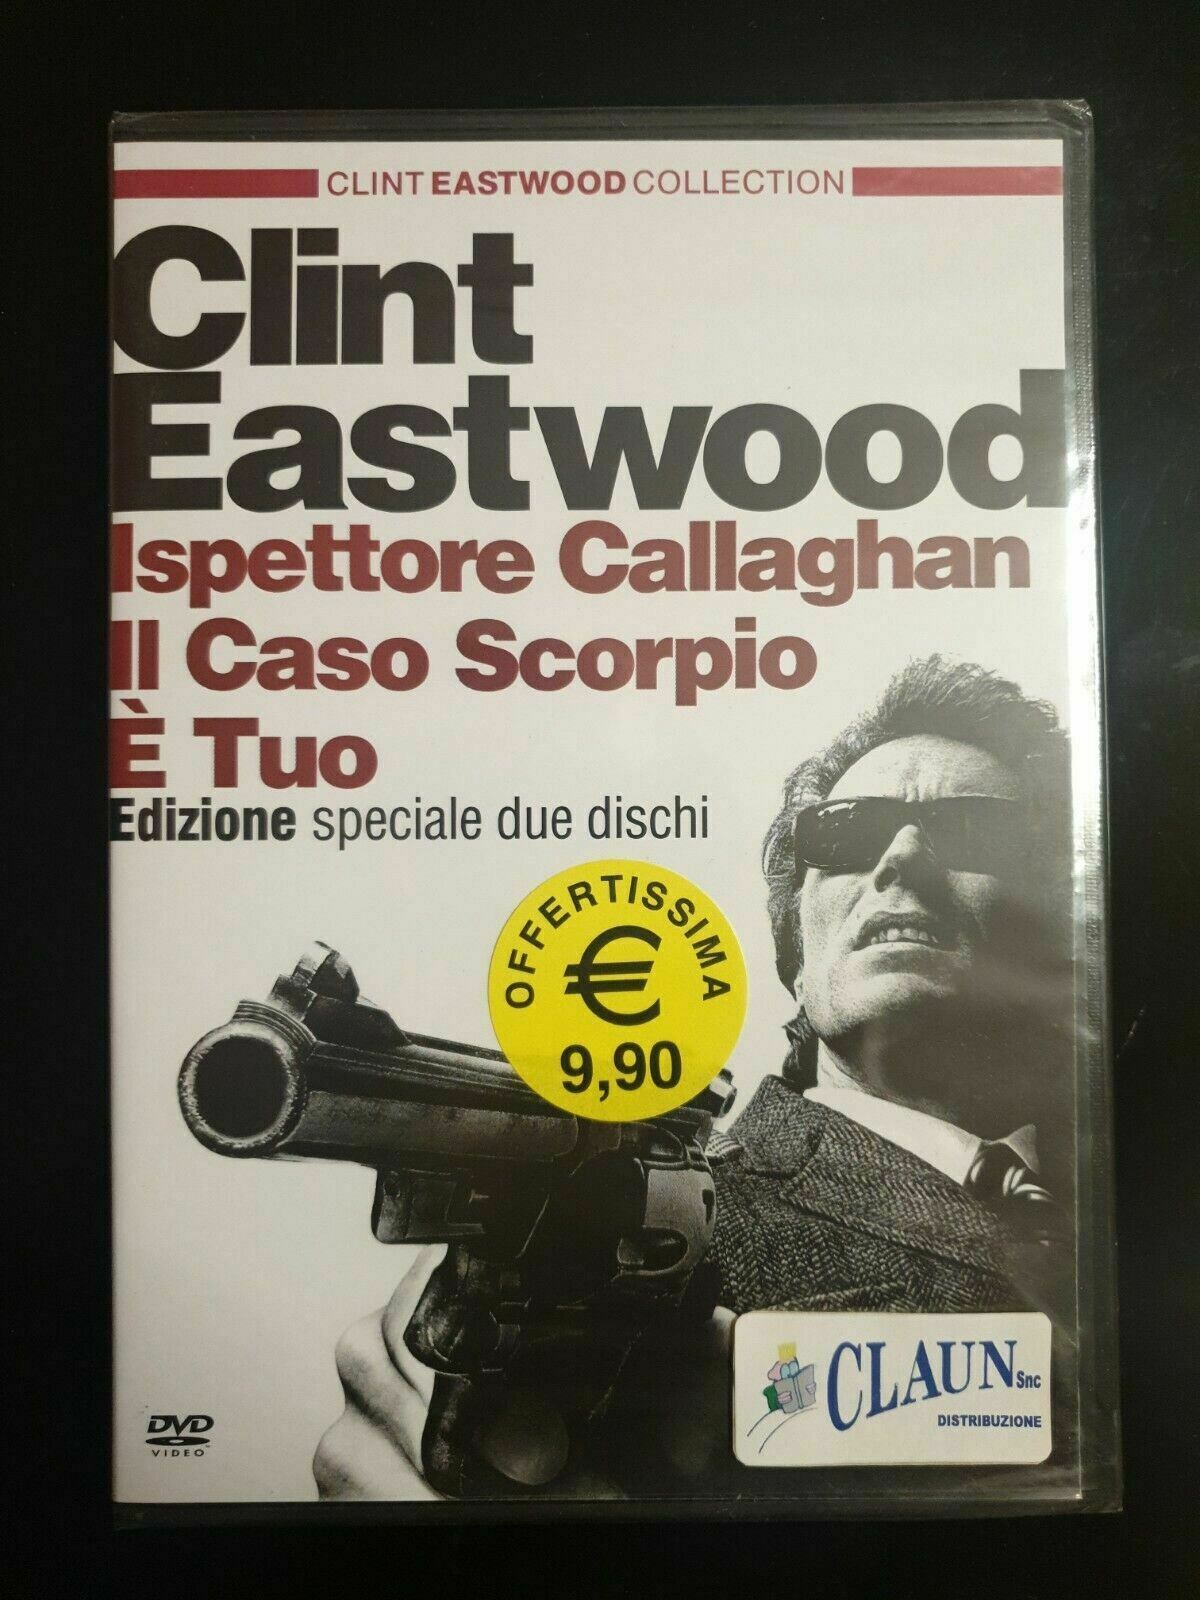 CLINT EASTWOOD COLLECTION
Clint
Eastwood
Ispettore Callaghan
Il Caso Scorpio
È Tuo
Edizione speciale due dischi
OFFERTISSIMA
€
9,90
CLAUN Snc
DISTRIBUZIONE
DVD
VIDEO